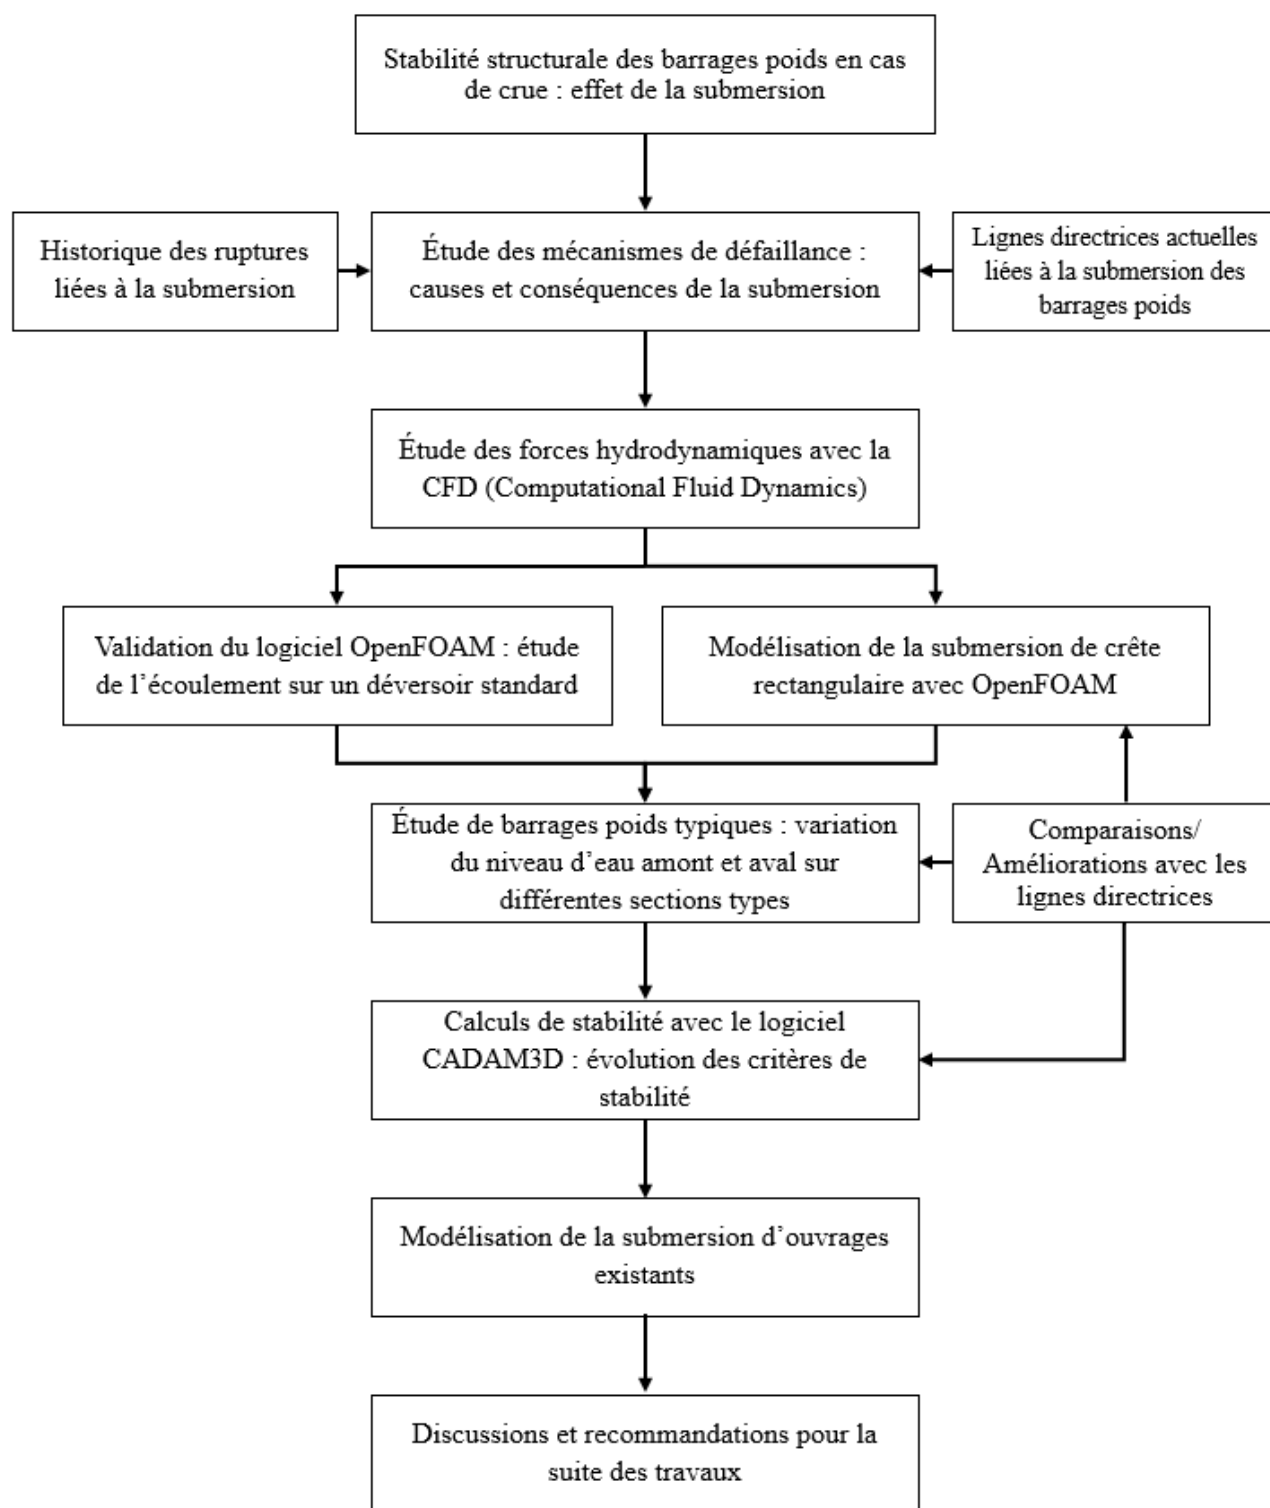 Stabilité structurale des barrages poids en cas
de crue : effet de la submersion
Historique des ruptures
liées à la submersion
Étude des mécanismes de défaillance :
causes et conséquences de la submersion
Lignes directrices actuelles
liées à la submersion des
barrages poids
Étude des forces hydrodynamiques avec la
CFD (Computational Fluid Dynamics)
Validation du logiciel OpenFOAM : étude
de l’écoulement sur un déversoir standard
Modélisation de la submersion de crête
rectangulaire avec OpenFOAM
Étude de barrages poids typiques : variation
du niveau d’eau amont et aval sur
différentes sections types
Comparaisons/
Améliorations avec les
lignes directrices
Calculs de stabilité avec le logiciel
CADAM3D : évolution des critères de
stabilité
Modélisation de la submersion d’ouvrages
existants
Discussions et recommandations pour la
suite des travaux